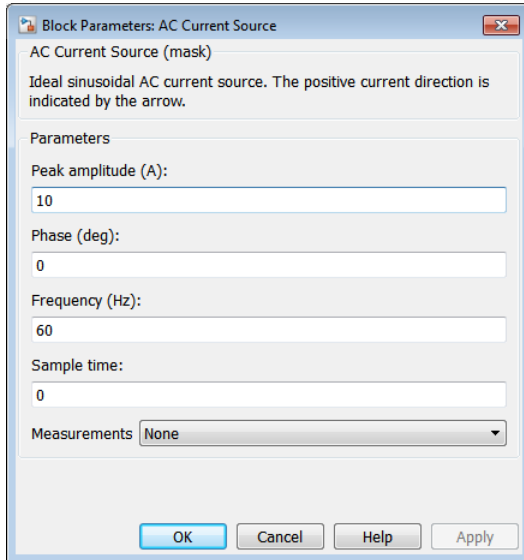 Block Parameters: AC Current Source
AC Current Source (mask)
Ideal sinusoidal AC current source. The positive current direction is
indicated by the arrow.
Parameters
Peak amplitude (A):
10
Phase (deg):
0
Frequency (Hz):
60
Sample time:
0
Measurements None
OK Cancel Help Apply